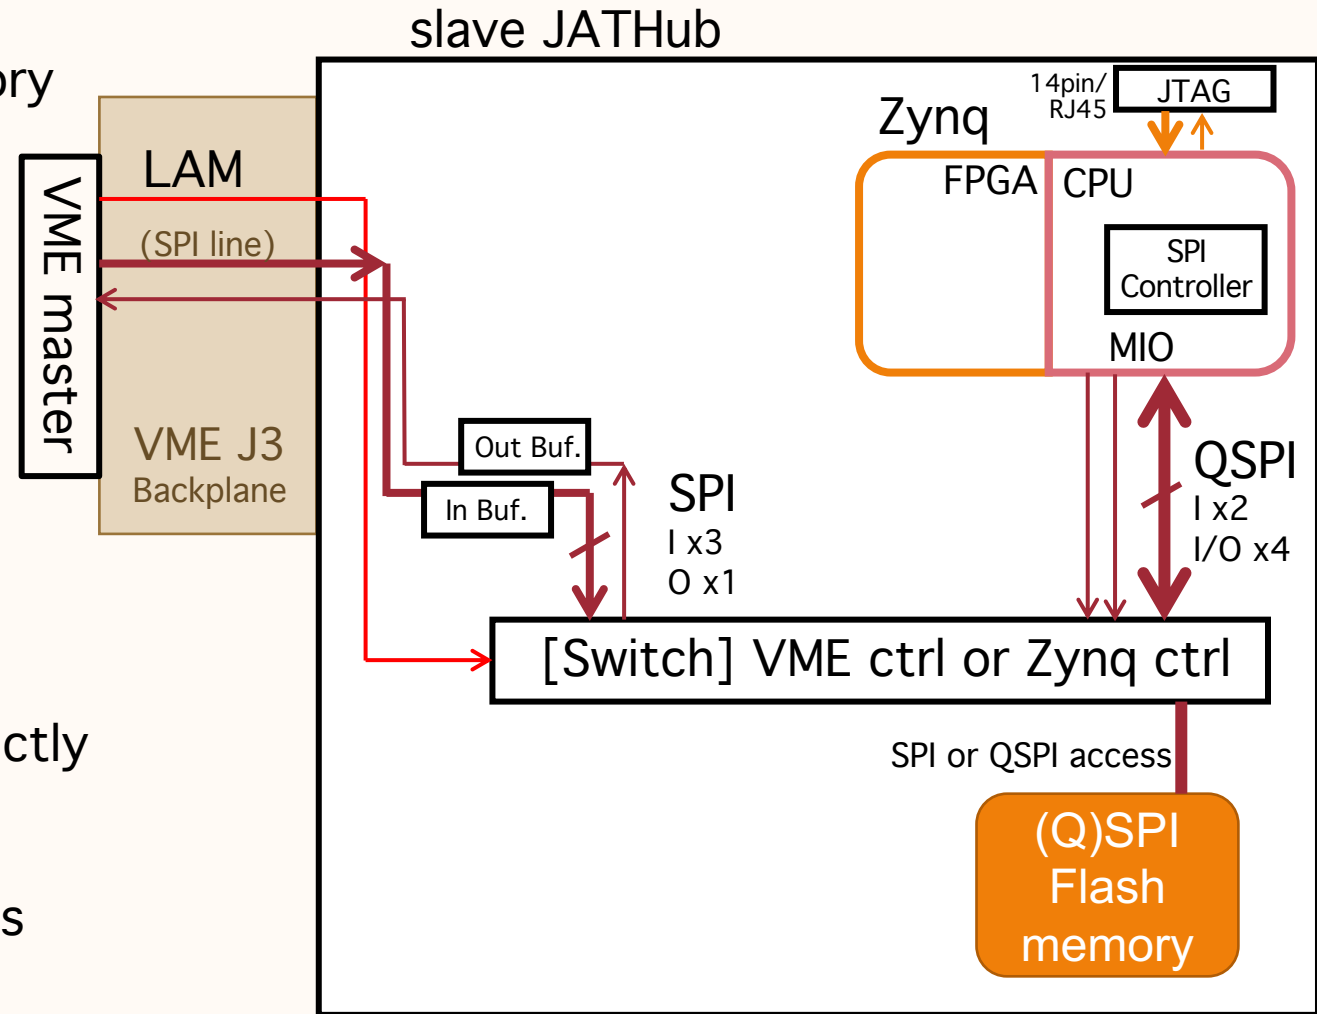 slave JATHub
ory
LAM
(SPI line)
VME master
VME J3
Backplane
14pin/
RJ45
JTAG
Zynq
FPGA
CPU
SPI
Controller
MIO
Out Buf.
In Buf.
SPI
I x3
O x1
QSPI
I x2
I/O x4
[Switch] VME ctrl or Zynq ctrl
ctly
SPI or QSPI access
(Q)SPI
Flash
memory
s